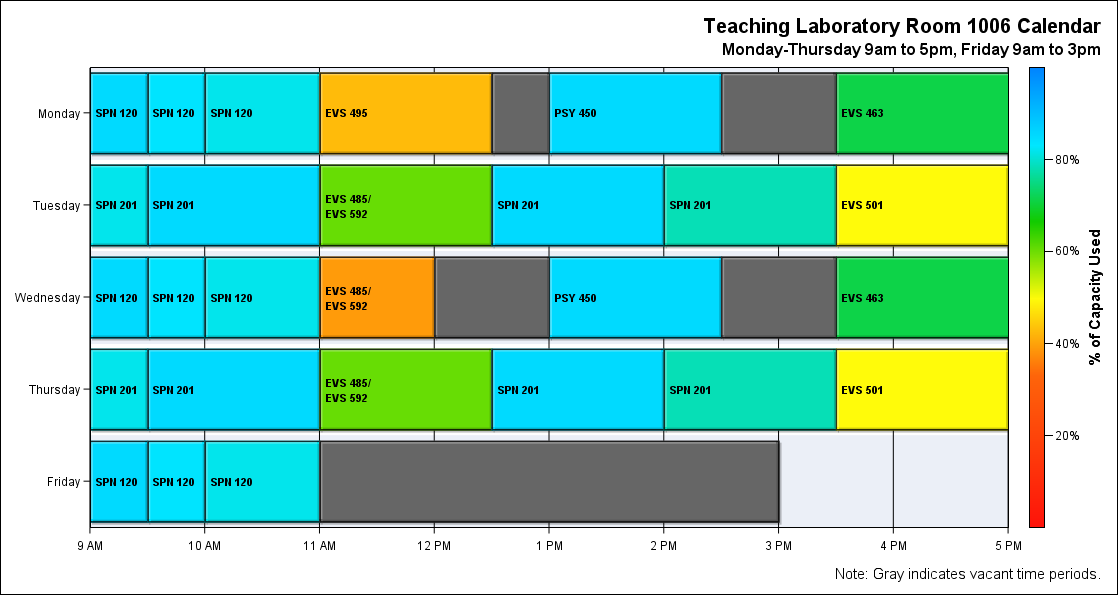 Teaching Laboratory Room 1006 Calendar
Monday-Thursday 9am to 5pm, Friday 9am to 3pm
Monday
SPN 120
SPN 120
SPN 120
EVS 495
PSY 450
EVS 463
Tuesday
SPN 201
SPN 201
EVS 485/
EVS 592
SPN 201
SPN 201
EVS 501
Wednesday
SPN 120
SPN 120
SPN 120
EVS 485/
EVS 592
PSY 450
EVS 463
Thursday
SPN 201
SPN 201
EVS 485/
EVS 592
SPN 201
SPN 201
EVS 501
Friday
SPN 120
SPN 120
SPN 120
9 AM
10 AM
11 AM
12 PM
1 PM
2 PM
3 PM
4 PM
5 PM
80%
60%
40%
20%
% of Capacity Used
Note: Gray indicates vacant time periods.